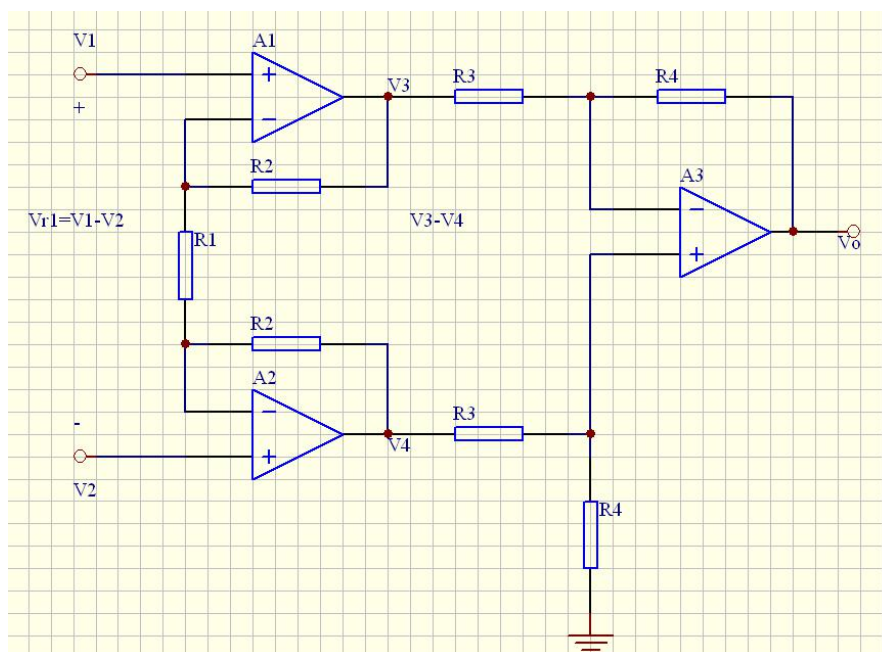 V1
A1
+
V3
R3
R4
+
−
R2
A3
Vr1=V1-V2
V3-V4
−
R1
+
Vo
R2
A2
-
−
R3
+
V4
V2
R4